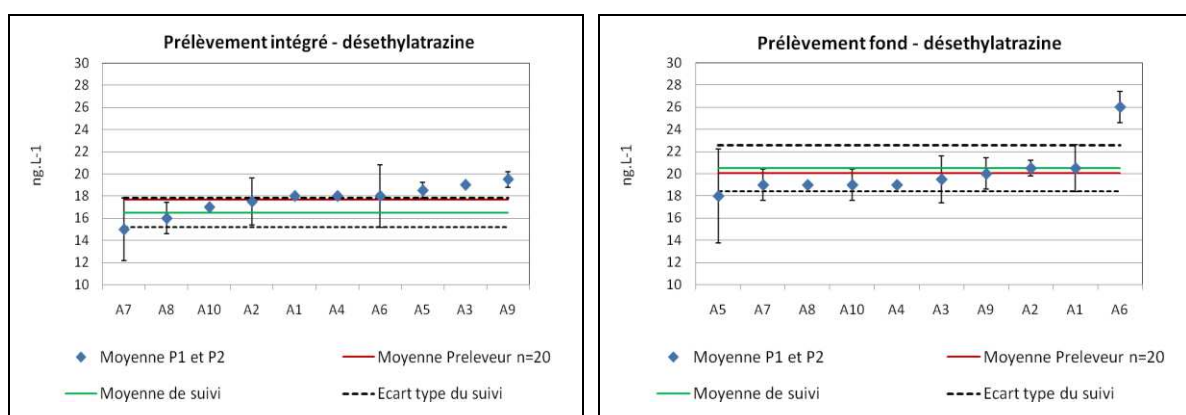 Prélèvement intégré - désethylatrazine
ng.L-1
30
28
26
24
22
20
18
16
14
12
10
A7 A8 A10 A2 A1 A4 A6 A5 A3 A9
Moyenne P1 et P2 Moyenne Preleveur n=20
Moyenne de suivi Ecart type du suivi
Prélèvement fond - désethylatrazine
ng.L-1
30
28
26
24
22
20
18
16
14
12
10
A5 A7 A8 A10 A4 A3 A9 A2 A1 A6
Moyenne P1 et P2 Moyenne Preleveur n=20
Moyenne de suivi Ecart type du suivi